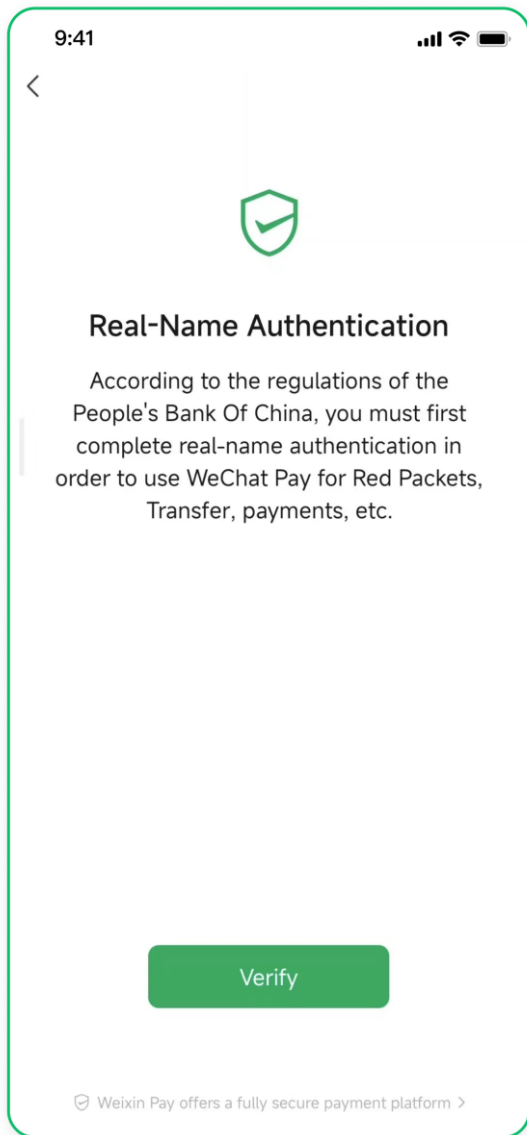 9:41
Real-Name Authentication
According to the regulations of the
People's Bank Of China, you must first
complete real-name authentication in
order to use WeChat Pay for Red Packets,
Transfer, payments, etc.
Verify
Weixin Pay offers a fully secure payment platform